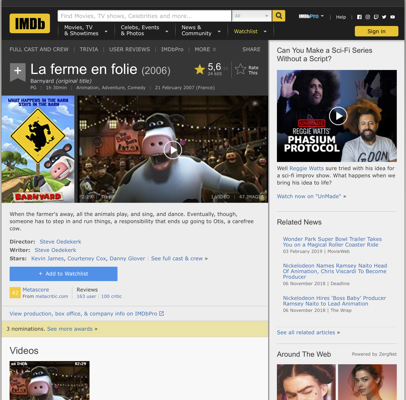 IMDb
Find Movies, TV shows, Celebrities and more...
All
Movies, TV & Showtimes
Celebs, Events & Photos
News & Community
Watchlist
IMDbPro
Help
Sign in
FULL CAST AND CREW | TRIVIA | USER REVIEWS | IMDbPro | MORE
SHARE
La ferme en folie (2006)
Barnyard (original title)
PG | 1h 30min | Animation, Adventure, Comedy | 21 February 2007 (France)
5,6
Rate This
WHAT HAPPENS IN THE BARN
STAYS IN THE BARN
BARNYARD
1 VIDEO | 47 IMAGES
When the farmer's away, all the animals play, and sing, and dance. Eventually, though,
someone has to step in and run things, a responsibility that ends up going to Otis, a carefree
cow.
Director: Steve Oedekerk
Writer: Steve Oedekerk
Stars: Kevin James, Courteney Cox, Danny Glover | See full cast & crew »
+ Add to Watchlist
Metascore
From metacritic.com
Reviews
163 user | 100 critic
View production, box office, & company info on IMDbPro
3 nominations. See more awards »
Videos
02:29
Can You Make a Sci-Fi Series
Without a Script?
REGGIE WATTS'
PHASIUM
PROTOCOL
Well Reggie Watts sure tried with his idea for
a sci-fi improv show. What happens when we
bring his idea to life?
Watch now on "UnMade" »
Related News
Wonder Park Super Bowl Trailer Takes
You on a Magical Roller Coaster Ride
03 February 2019 | MovieWeb
Nickelodeon Names Ramsey Naito Head
Of Animation, Chris Viscardi To Become
Producer
06 November 2018 | Deadline
Nickelodeon Hires 'Boss Baby' Producer
Ramsey Naito to Lead Animation
06 November 2018 | The Wrap
See all related articles »
Around The Web
Powered by ZergNet